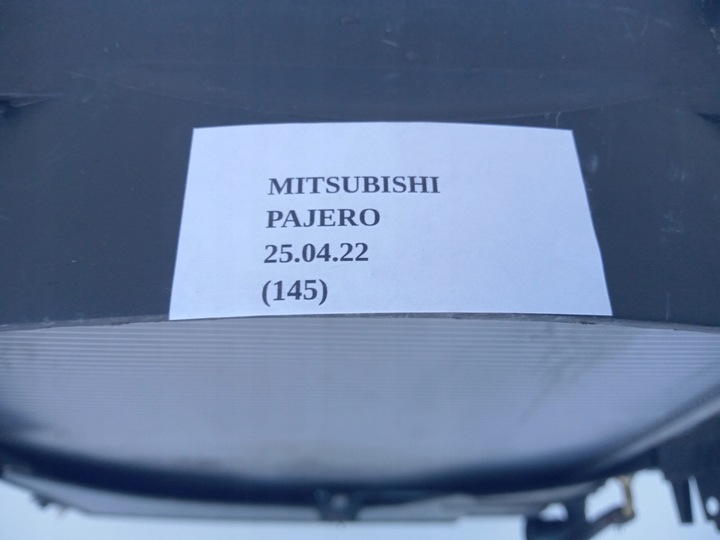 MITSUBISHI
PAJERO
25.04.22
(145)